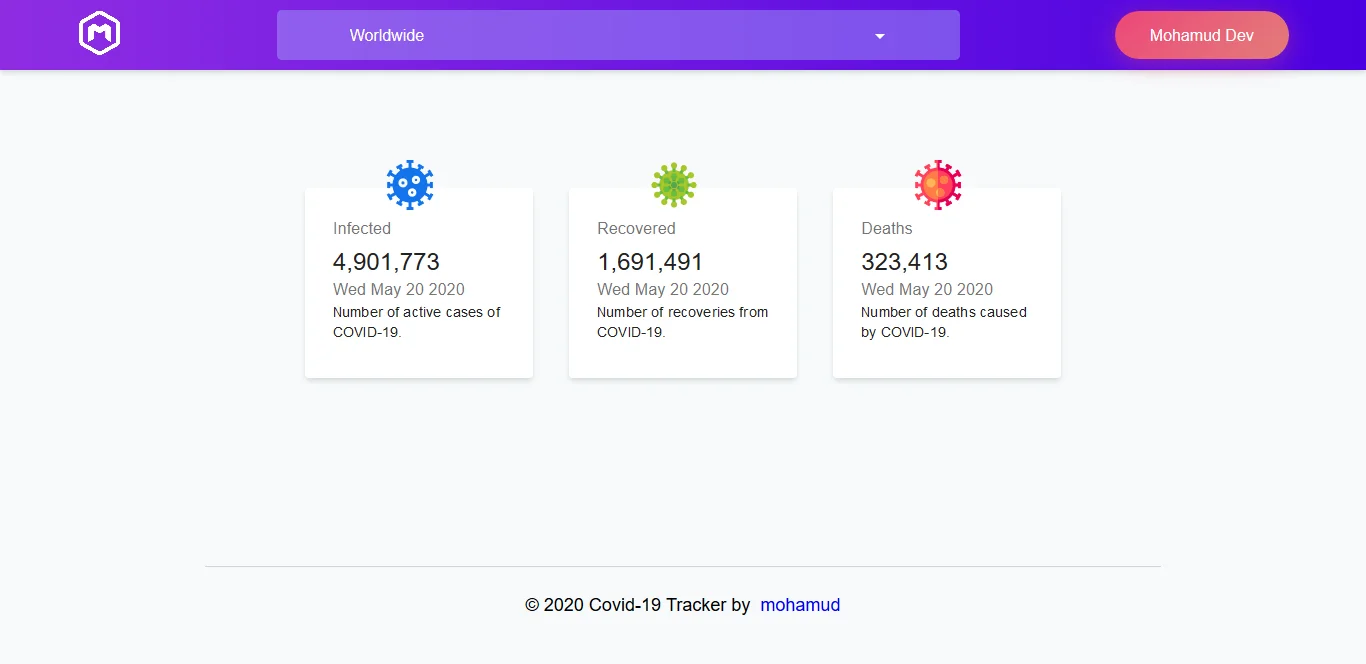 Worldwide
Mohamud Dev
Infected
4,901,773
Wed May 20 2020
Number of active cases of
COVID-19.
Recovered
1,691,491
Wed May 20 2020
Number of recoveries from
COVID-19.
Deaths
323,413
Wed May 20 2020
Number of deaths caused
by COVID-19.
© 2020 Covid-19 Tracker by mohamud